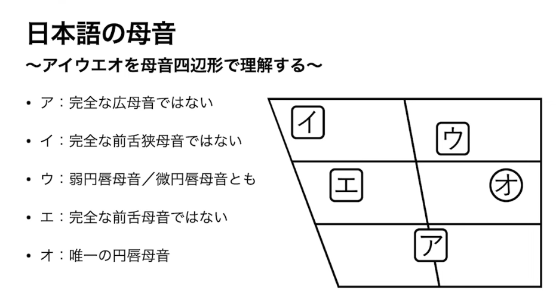 日本語の母音
〜アイウエオを母音四辺形で理解する〜
• ア：完全な広母音ではない
• イ：完全な前舌狭母音ではない
• ウ：弱円唇母音／微円唇母音とも
• エ：完全な前舌母音ではない
• オ：唯一の円唇母音
イ
ウ
エ
オ
ア